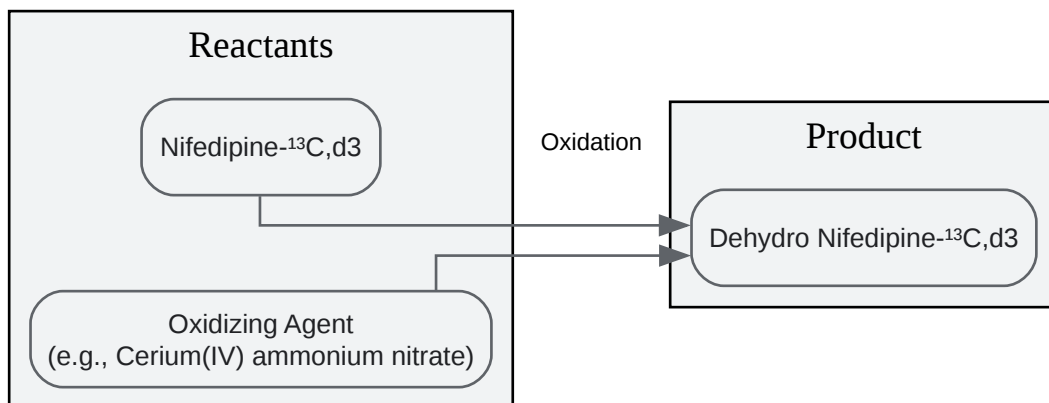 Reactants
Nifedipine-¹³C,d3
Oxidizing Agent
(e.g., Cerium(IV) ammonium nitrate)
Oxidation
Product
Dehydro Nifedipine-¹³C,d3